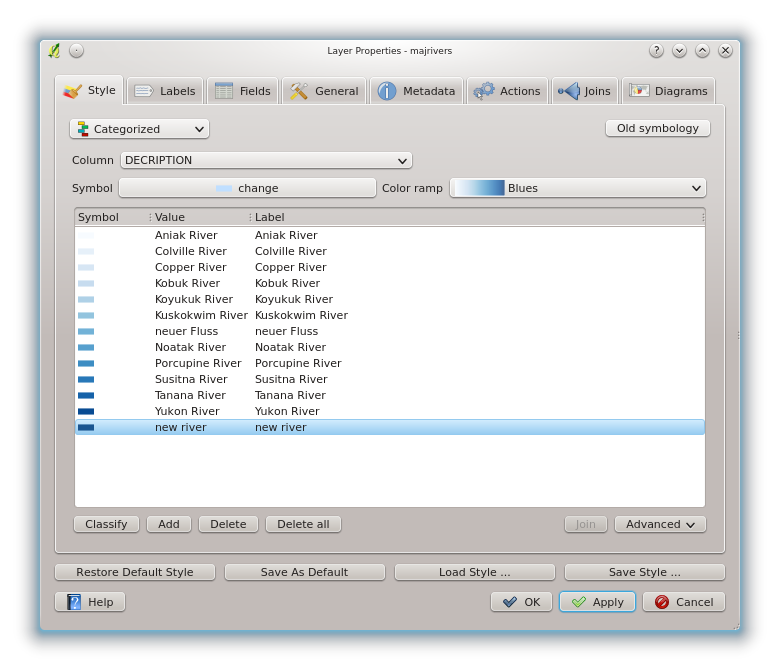 Layer Properties - majrivers
Style Labels Fields General Metadata Actions Joins Diagrams
Categorized Old symbology
Column DECRIPTION
Symbol change Color ramp Blues
Symbol Value Label
Aniak River Aniak River
Colville River Colville River
Copper River Copper River
Kobuk River Kobuk River
Koyukuk River Koyukuk River
Kuskokwim River Kuskokwim River
neuer Fluss neuer Fluss
Noatak River Noatak River
Porcupine River Porcupine River
Susitna River Susitna River
Tanana River Tanana River
Yukon River Yukon River
new river new river
Classify Add Delete Delete all Join Advanced
Restore Default Style Save As Default Load Style ... Save Style ...
Help OK Apply Cancel